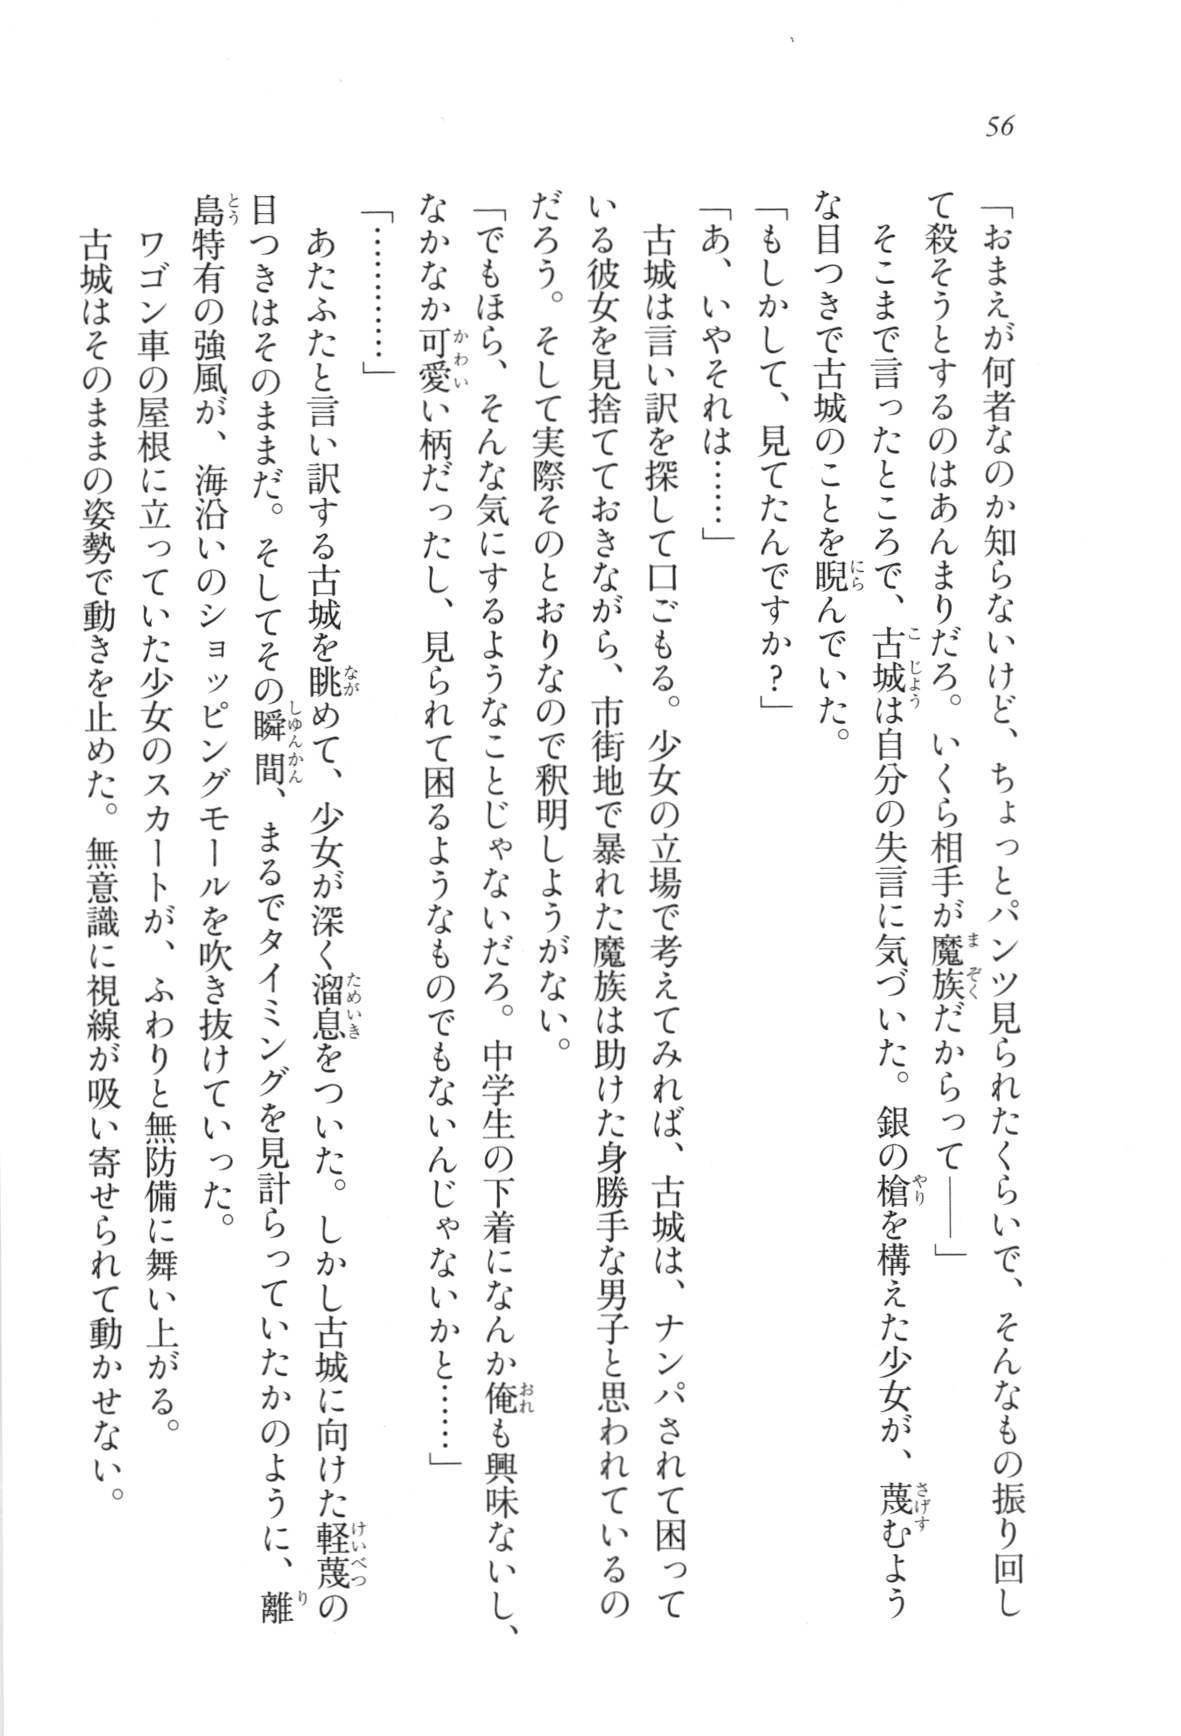 56
「おまえが何者なのか知らないけど、ちょっとパンツ見られたくらいで、そんなもの振り回し
て殺そうとするのはあんまりだろ。いくら相手が魔族だからって――」
そこまで言ったところで、古城は自分の失言に気づいた。銀の槍を構えた少女が、蔑むよう
な目つきで古城のことを睨んでいた。
「もしかして、見てたんですか？」
「あ、いやそれは……」
古城は言い訳を探して口ごもる。少女の立場で考えてみれば、古城は、ナンパされて困って
いる彼女を見捨てておきながら、市街地で暴れた魔族は助けた身勝手な男子と思われているの
だろう。そして実際そのとおりなので釈明しようがない。
「でもほら、そんな気にするようなことじゃないだろ。中学生の下着になんか俺も興味ないし、
なかなか可愛い柄だったし、見られて困るようなものでもないんじゃないかと……」
「…………」
あたふたと言い訳する古城を眺めて、少女が深く溜息をついた。しかし古城に向けた軽蔑の
目つきはそのままだ。そしてその瞬間、まるでタイミングを見計らっていたかのように、離
島特有の強風が、海沿いのショッピングモールを吹き抜けていった。
ワゴン車の屋根に立っていた少女のスカートが、ふわりと無防備に舞い上がる。
古城はそのままの姿勢で動きを止めた。無意識に視線が吸い寄せられて動かせない。